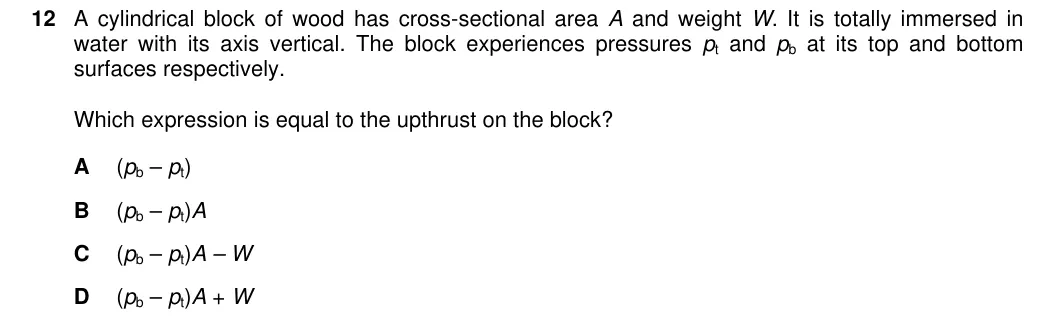 12 A cylindrical block of wood has cross-sectional area A and weight W. It is totally immersed in
water with its axis vertical. The block experiences pressures pt and pb at its top and bottom
surfaces respectively.
Which expression is equal to the upthrust on the block?
A (pb – pt)
B (pb – pt)A
C (pb – pt)A – W
D (pb – pt)A + W